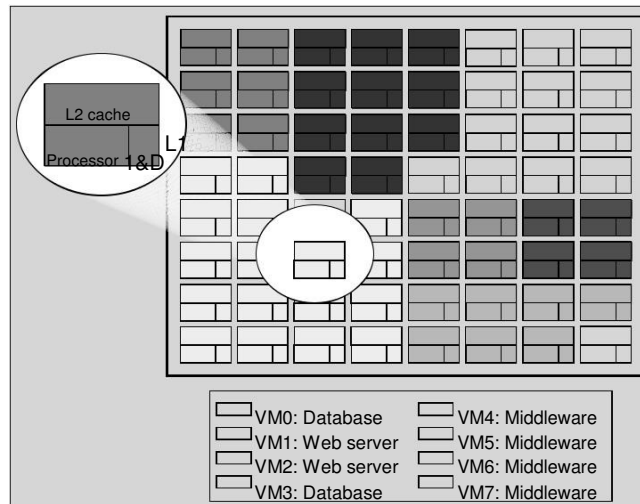 L2 cache
L1
Processor 1&D
VM0: Database
VM1: Web server
VM2: Web server
VM3: Database
VM4: Middleware
VM5: Middleware
VM6: Middleware
VM7: Middleware